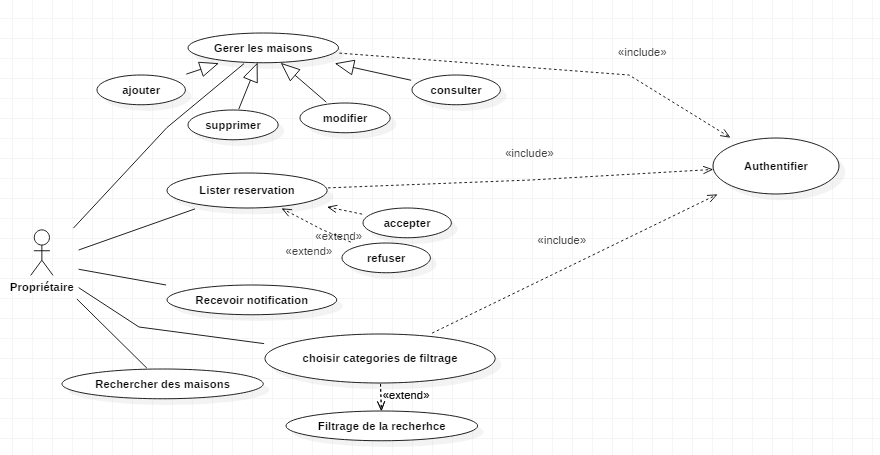 Gerer les maisons
«include»
ajouter
consulter
supprimer
modifier
«include»
Authentifier
Lister reservation
accepter
«extend»
«include»
«extend»
refuser
Propriétaire
Recevoir notification
choisir categories de filtrage
Rechercher des maisons
«extend»
Filtrage de la recherhce